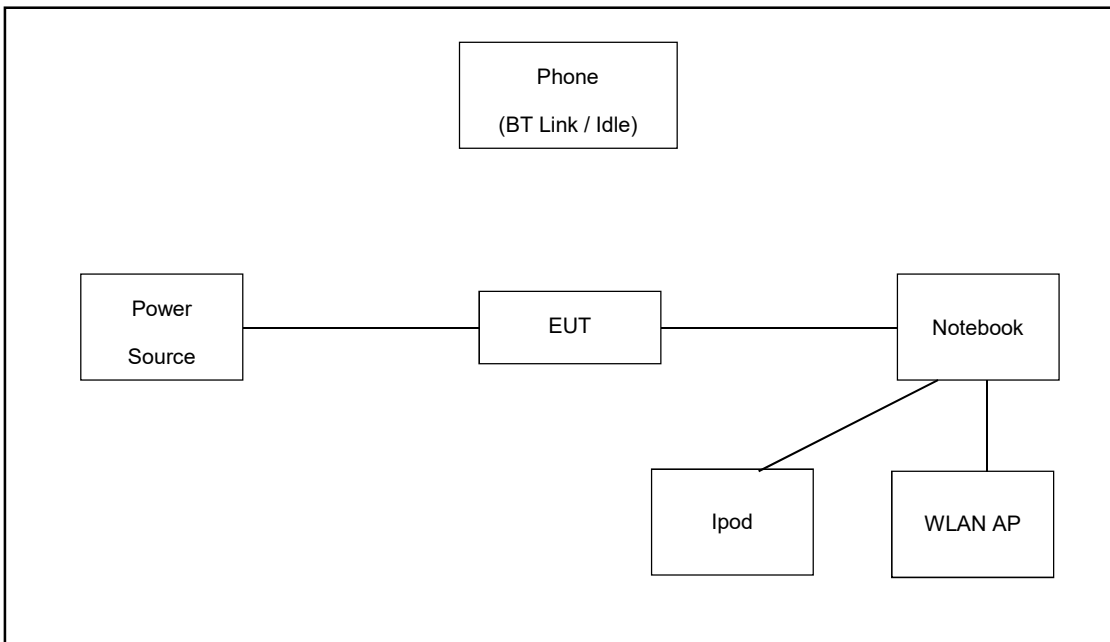 Phone
(BT Link / Idle)
Power
Source
EUT
Notebook
Ipod
WLAN AP